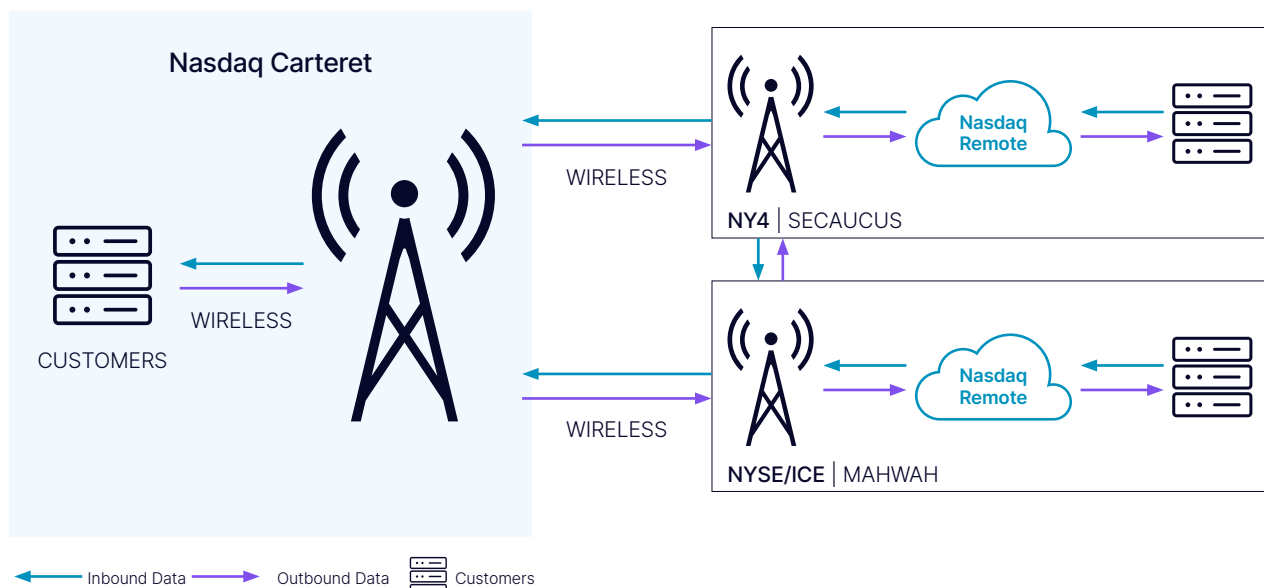 Nasdaq Carteret
WIRELESS
CUSTOMERS
WIRELESS
Nasdaq
Remote
NY4 | SECAUCUS
WIRELESS
Nasdaq
Remote
NYSE/ICE | MAHWAH
Inbound Data
Outbound Data
Customers